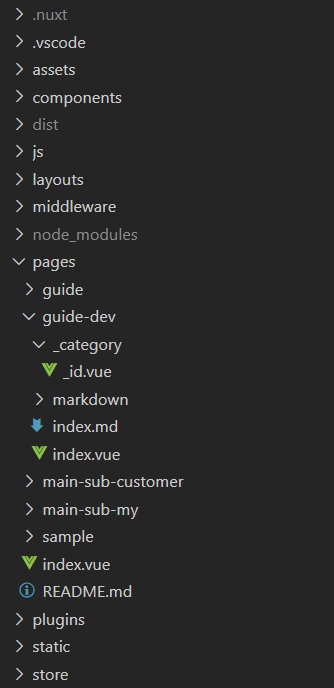 .nuxt
.vscode
assets
components
dist
js
layouts
middleware
node_modules
pages
guide
guide-dev
_category
_id.vue
markdown
index.md
index.vue
main-sub-customer
main-sub-my
sample
index.vue
README.md
plugins
static
store